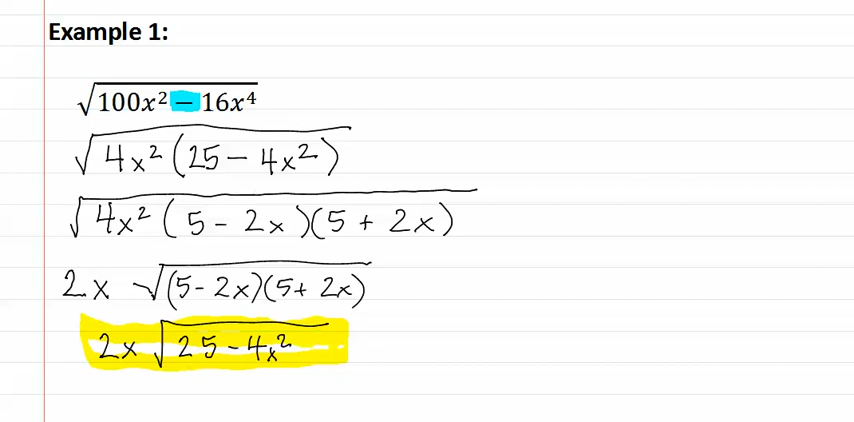 Example 1:
√(100x² − 16x⁴)
√(4x² (25 − 4x²))
√(4x² (5 − 2x)(5 + 2x))
2x √((5 − 2x)(5 + 2x))
2x √(25 − 4x²)